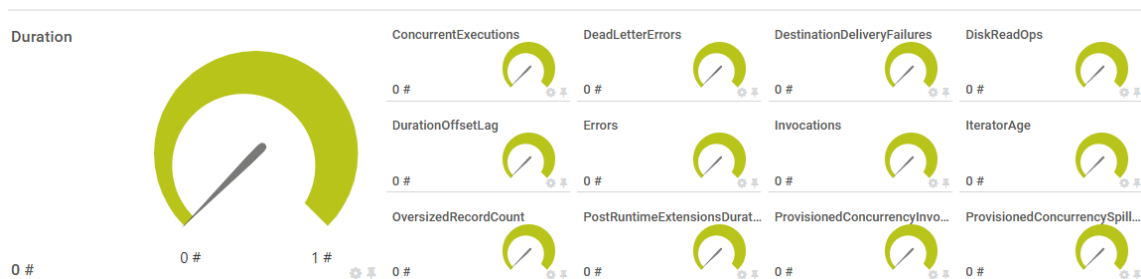 Duration
0 #
1 #
0 #
ConcurrentExecutions
0 #
DeadLetterErrors
0 #
DestinationDeliveryFailures
0 #
DiskReadOps
0 #
DurationOffsetLag
0 #
Errors
0 #
Invocations
0 #
IteratorAge
0 #
OversizedRecordCount
0 #
PostRuntimeExtensionsDurat...
0 #
ProvisionedConcurrencyInvo...
0 #
ProvisionedConcurrencySpill...
0 #